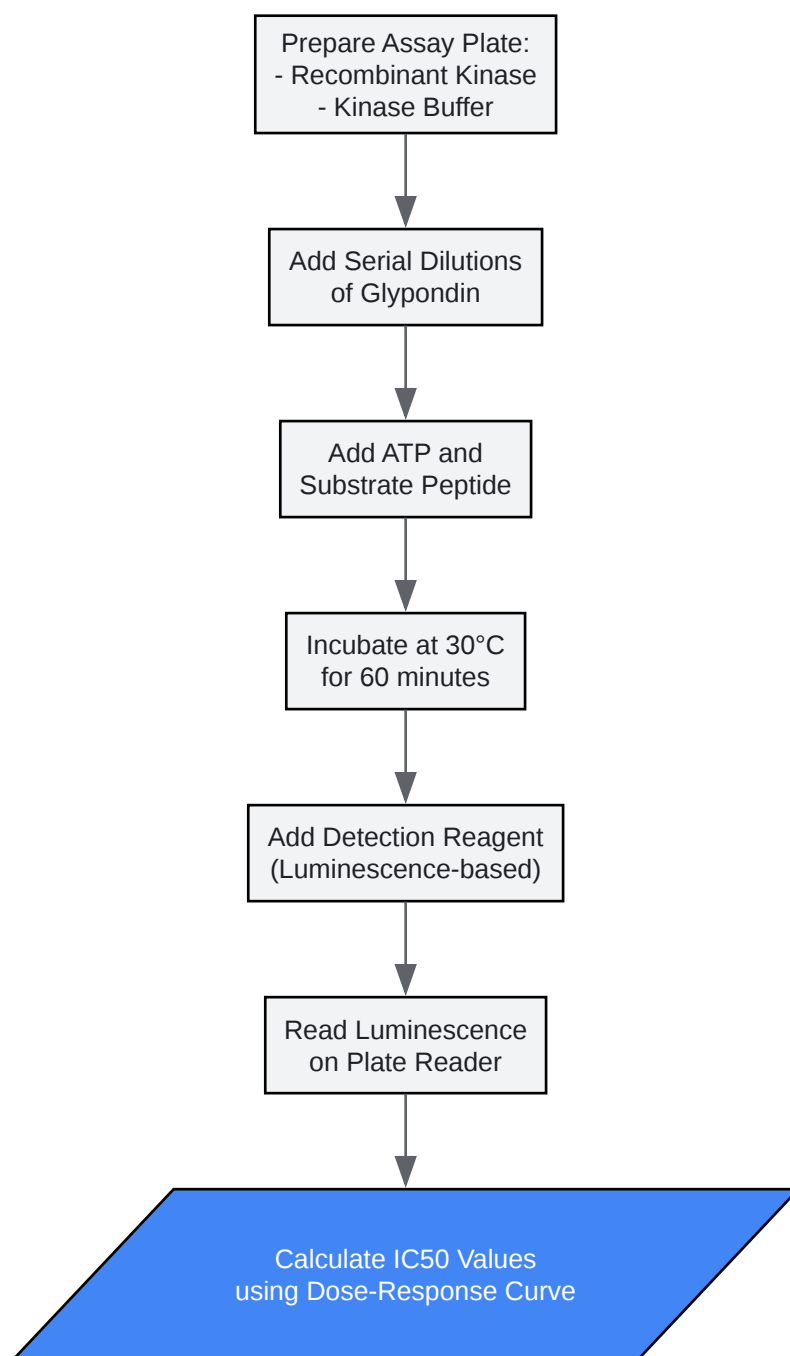 Prepare Assay Plate:
- Recombinant Kinase
- Kinase Buffer
Add Serial Dilutions
of Glypondin
Add ATP and
Substrate Peptide
Incubate at 30°C
for 60 minutes
Add Detection Reagent
(Luminescence-based)
Read Luminescence
on Plate Reader
Calculate IC50 Values
using Dose-Response Curve